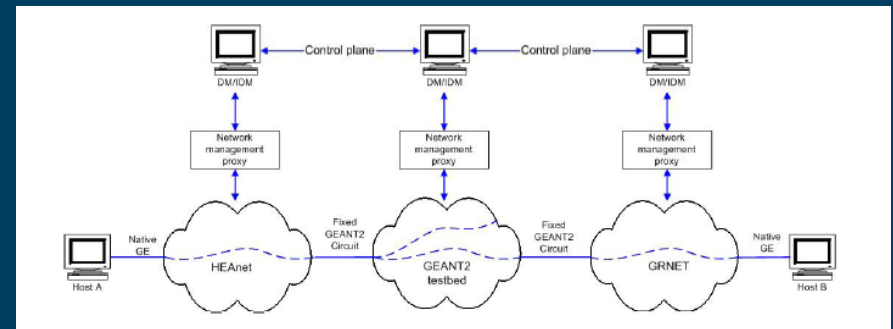 Control plane
Control plane
DM/IDM
DM/IDM
DM/IDM
Network
management
proxy
Network
management
proxy
Network
management
proxy
Native
GE
HEAnet
Fixed
GEANT2
Circuit
GEANT2
testbed
Fixed
GEANT2
Circuit
GRNET
Native
GE
Host A
Host B